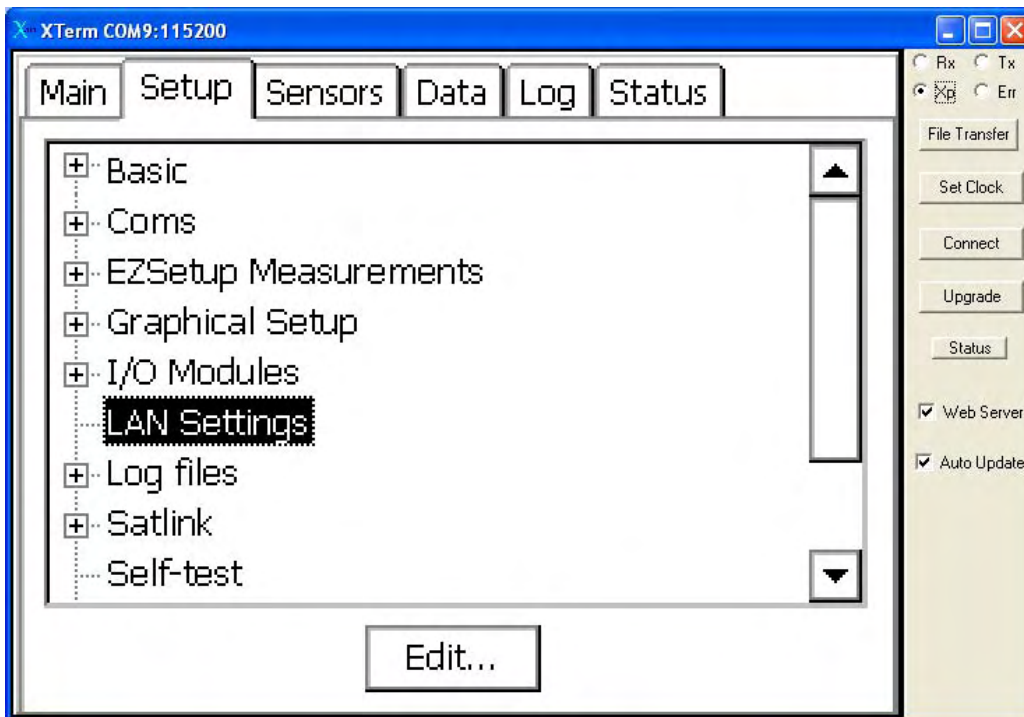 XTerm COM9:115200
Main Setup Sensors Data Log Status
Basic
Coms
EZSetup Measurements
Graphical Setup
I/O Modules
LAN Settings
Log files
Satlink
Self-test
Edit...
Rx Tx
Xp Err
File Transfer
Set Clock
Connect
Upgrade
Status
Web Server
Auto Update